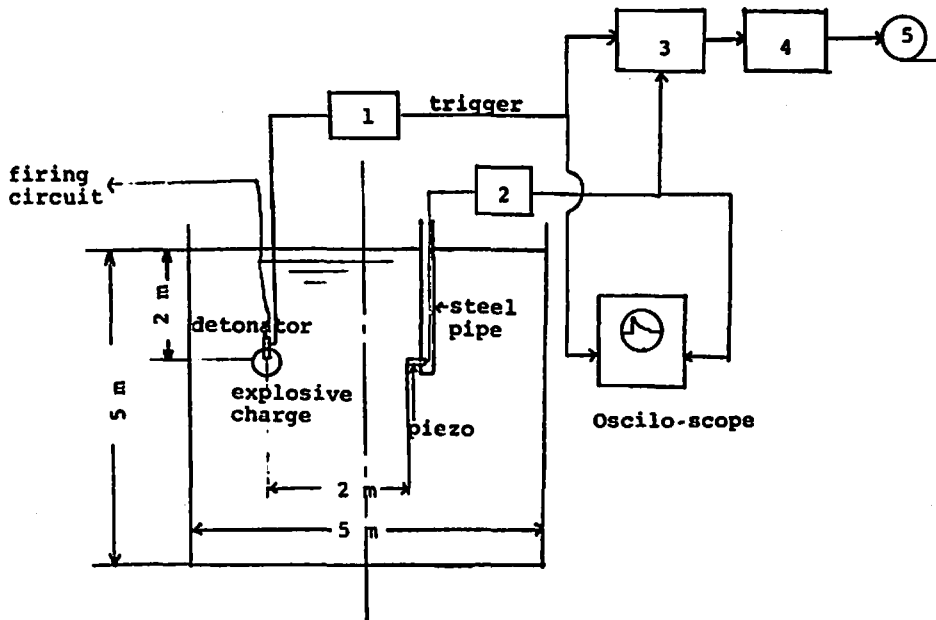 5
3
4
1
trigger
firing
circuit
2
2 m
steel
pipe
detonator
explosive
charge
piezo
Oscilo-scope
5 m
2 m
5 m